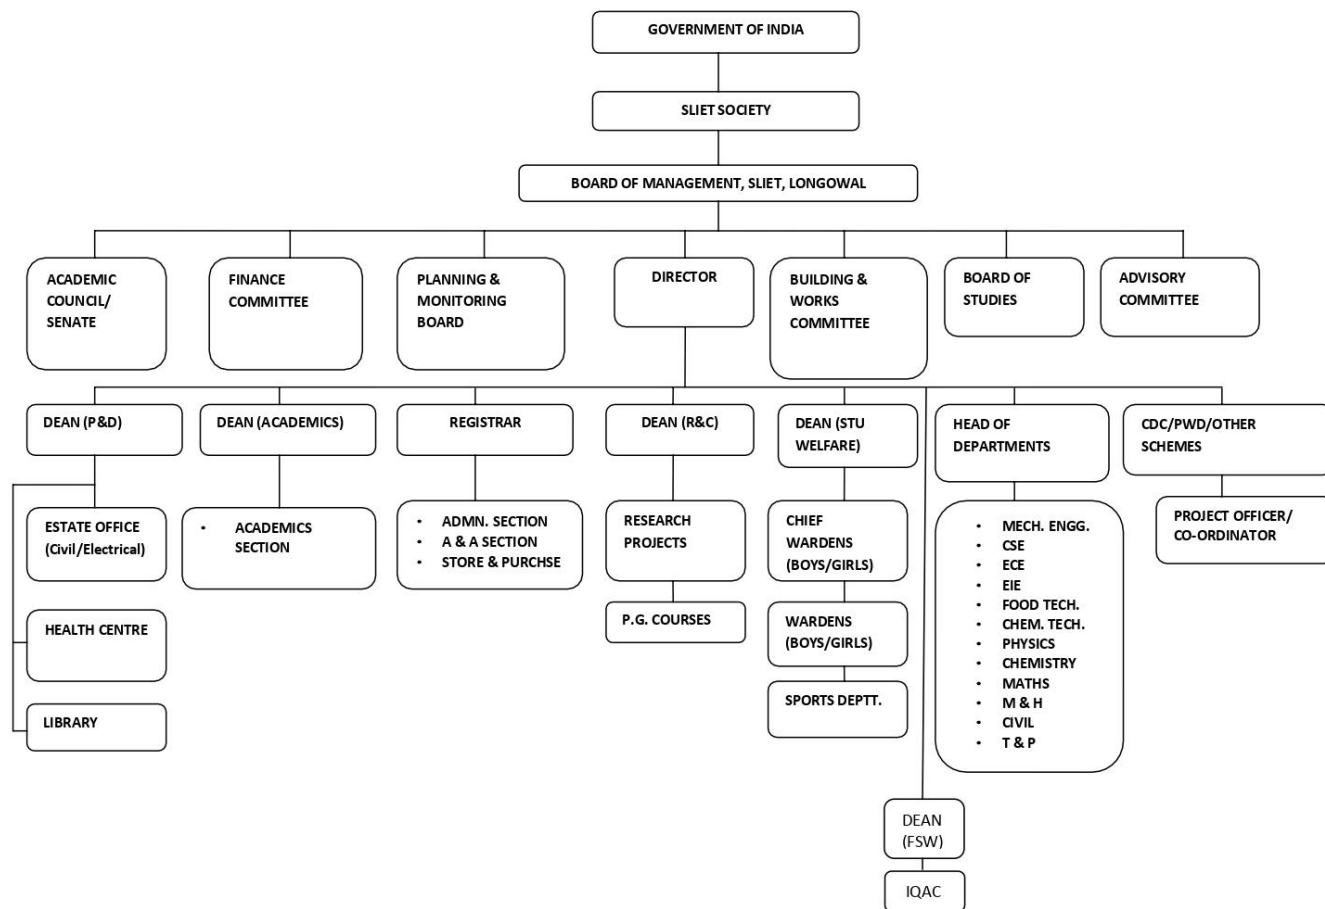 GOVERNMENT OF INDIA
SLIET SOCIETY
BOARD OF MANAGEMENT, SLIET, LONGOWAL
ACADEMIC
COUNCIL/
SENATE
FINANCE
COMMITTEE
PLANNING &
MONITORING
BOARD
DIRECTOR
BUILDING &
WORKS
COMMITTEE
BOARD OF
STUDIES
ADVISORY
COMMITTEE
DEAN (P&D)
DEAN (ACADEMICS)
REGISTRAR
DEAN (R&C)
DEAN (STU
WELFARE)
HEAD OF
DEPARTMENTS
CDC/PWD/OTHER
SCHEMES
ESTATE OFFICE
(Civil/Electrical)
• ACADEMICS
SECTION
• ADMN. SECTION
• A & A SECTION
• STORE & PURCHSE
RESEARCH
PROJECTS
CHIEF
WARDENS
(BOYS/GIRLS)
• MECH. ENGG.
• CSE
• ECE
• EIE
• FOOD TECH.
• CHEM. TECH.
• PHYSICS
• CHEMISTRY
• MATHS
• M & H
• CIVIL
• T & P
PROJECT OFFICER/
CO-ORDINATOR
HEALTH CENTRE
P.G. COURSES
WARDENS
(BOYS/GIRLS)
LIBRARY
SPORTS DEPTT.
DEAN
(FSW)
IQAC